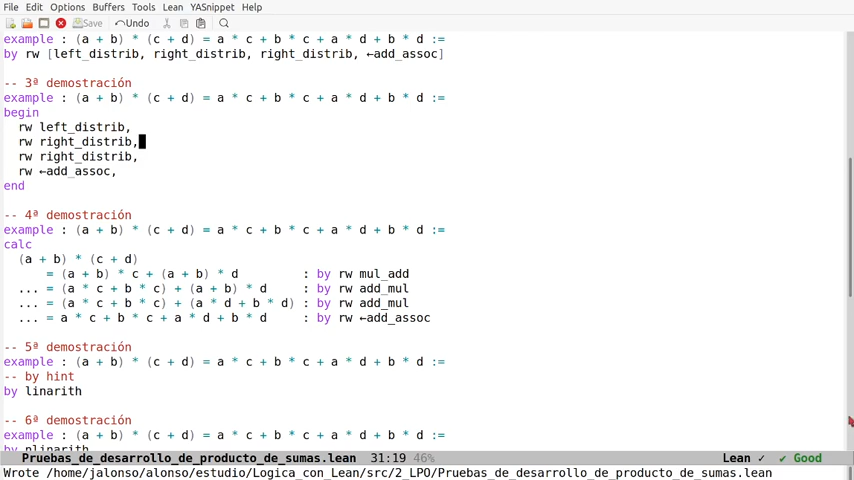 File Edit Options Buffers Tools Lean YASnippet Help
Save Undo
example : (a + b) * (c + d) = a * c + b * c + a * d + b * d :=
by rw [left_distrib, right_distrib, right_distrib, ←add_assoc]
-- 3ª demostración
example : (a + b) * (c + d) = a * c + b * c + a * d + b * d :=
begin
  rw left_distrib,
  rw right_distrib,
  rw right_distrib,
  rw ←add_assoc,
end
-- 4ª demostración
example : (a + b) * (c + d) = a * c + b * c + a * d + b * d :=
calc
  (a + b) * (c + d)
      = (a + b) * c + (a + b) * d         : by rw mul_add
  ... = (a * c + b * c) + (a + b) * d     : by rw add_mul
  ... = (a * c + b * c) + (a * d + b * d) : by rw add_mul
  ... = a * c + b * c + a * d + b * d     : by rw ←add_assoc
-- 5ª demostración
example : (a + b) * (c + d) = a * c + b * c + a * d + b * d :=
-- by hint
by linarith
-- 6ª demostración
example : (a + b) * (c + d) = a * c + b * c + a * d + b * d :=
by nlinarith
Pruebas_de_desarrollo_de_producto_de_sumas.lean 31:19 46% Lean ✓ ✔ Good
Wrote /home/jalonso/alonso/estudio/Logica_con_Lean/src/2_LPO/Pruebas_de_desarrollo_de_producto_de_sumas.lean